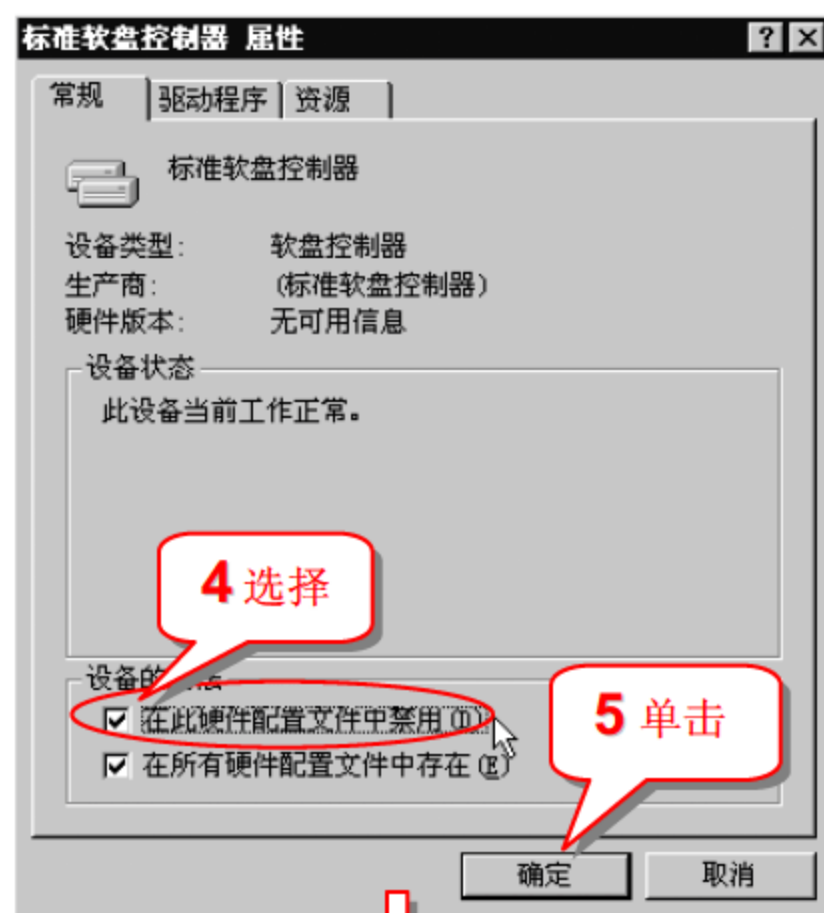 标准软盘控制器 属性
常规 驱动程序 资源
标准软盘控制器
设备类型: 软盘控制器
生产商: (标准软盘控制器)
硬件版本: 无可用信息
设备状态
此设备当前工作正常。
4 选择
设备的
在此硬件配置文件中禁用(D)
5 单击
在所有硬件配置文件中存在(E)
确定 取消